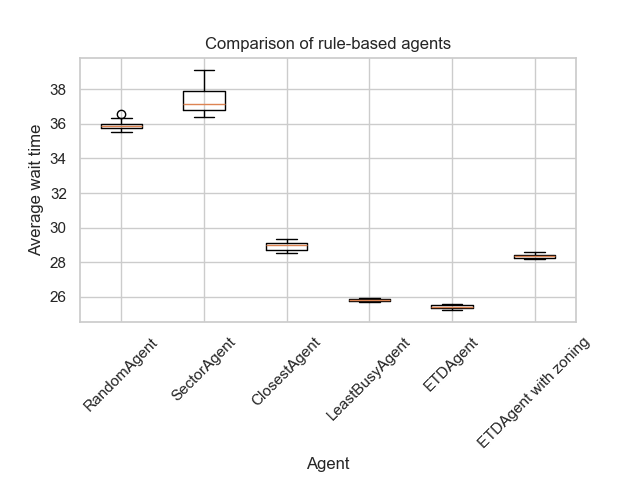 Comparison of rule-based agents
Average wait time
38
36
34
32
30
28
26
RandomAgent
SectorAgent
ClosestAgent
LeastBusyAgent
ETDAgent
ETDAgent with zoning
Agent